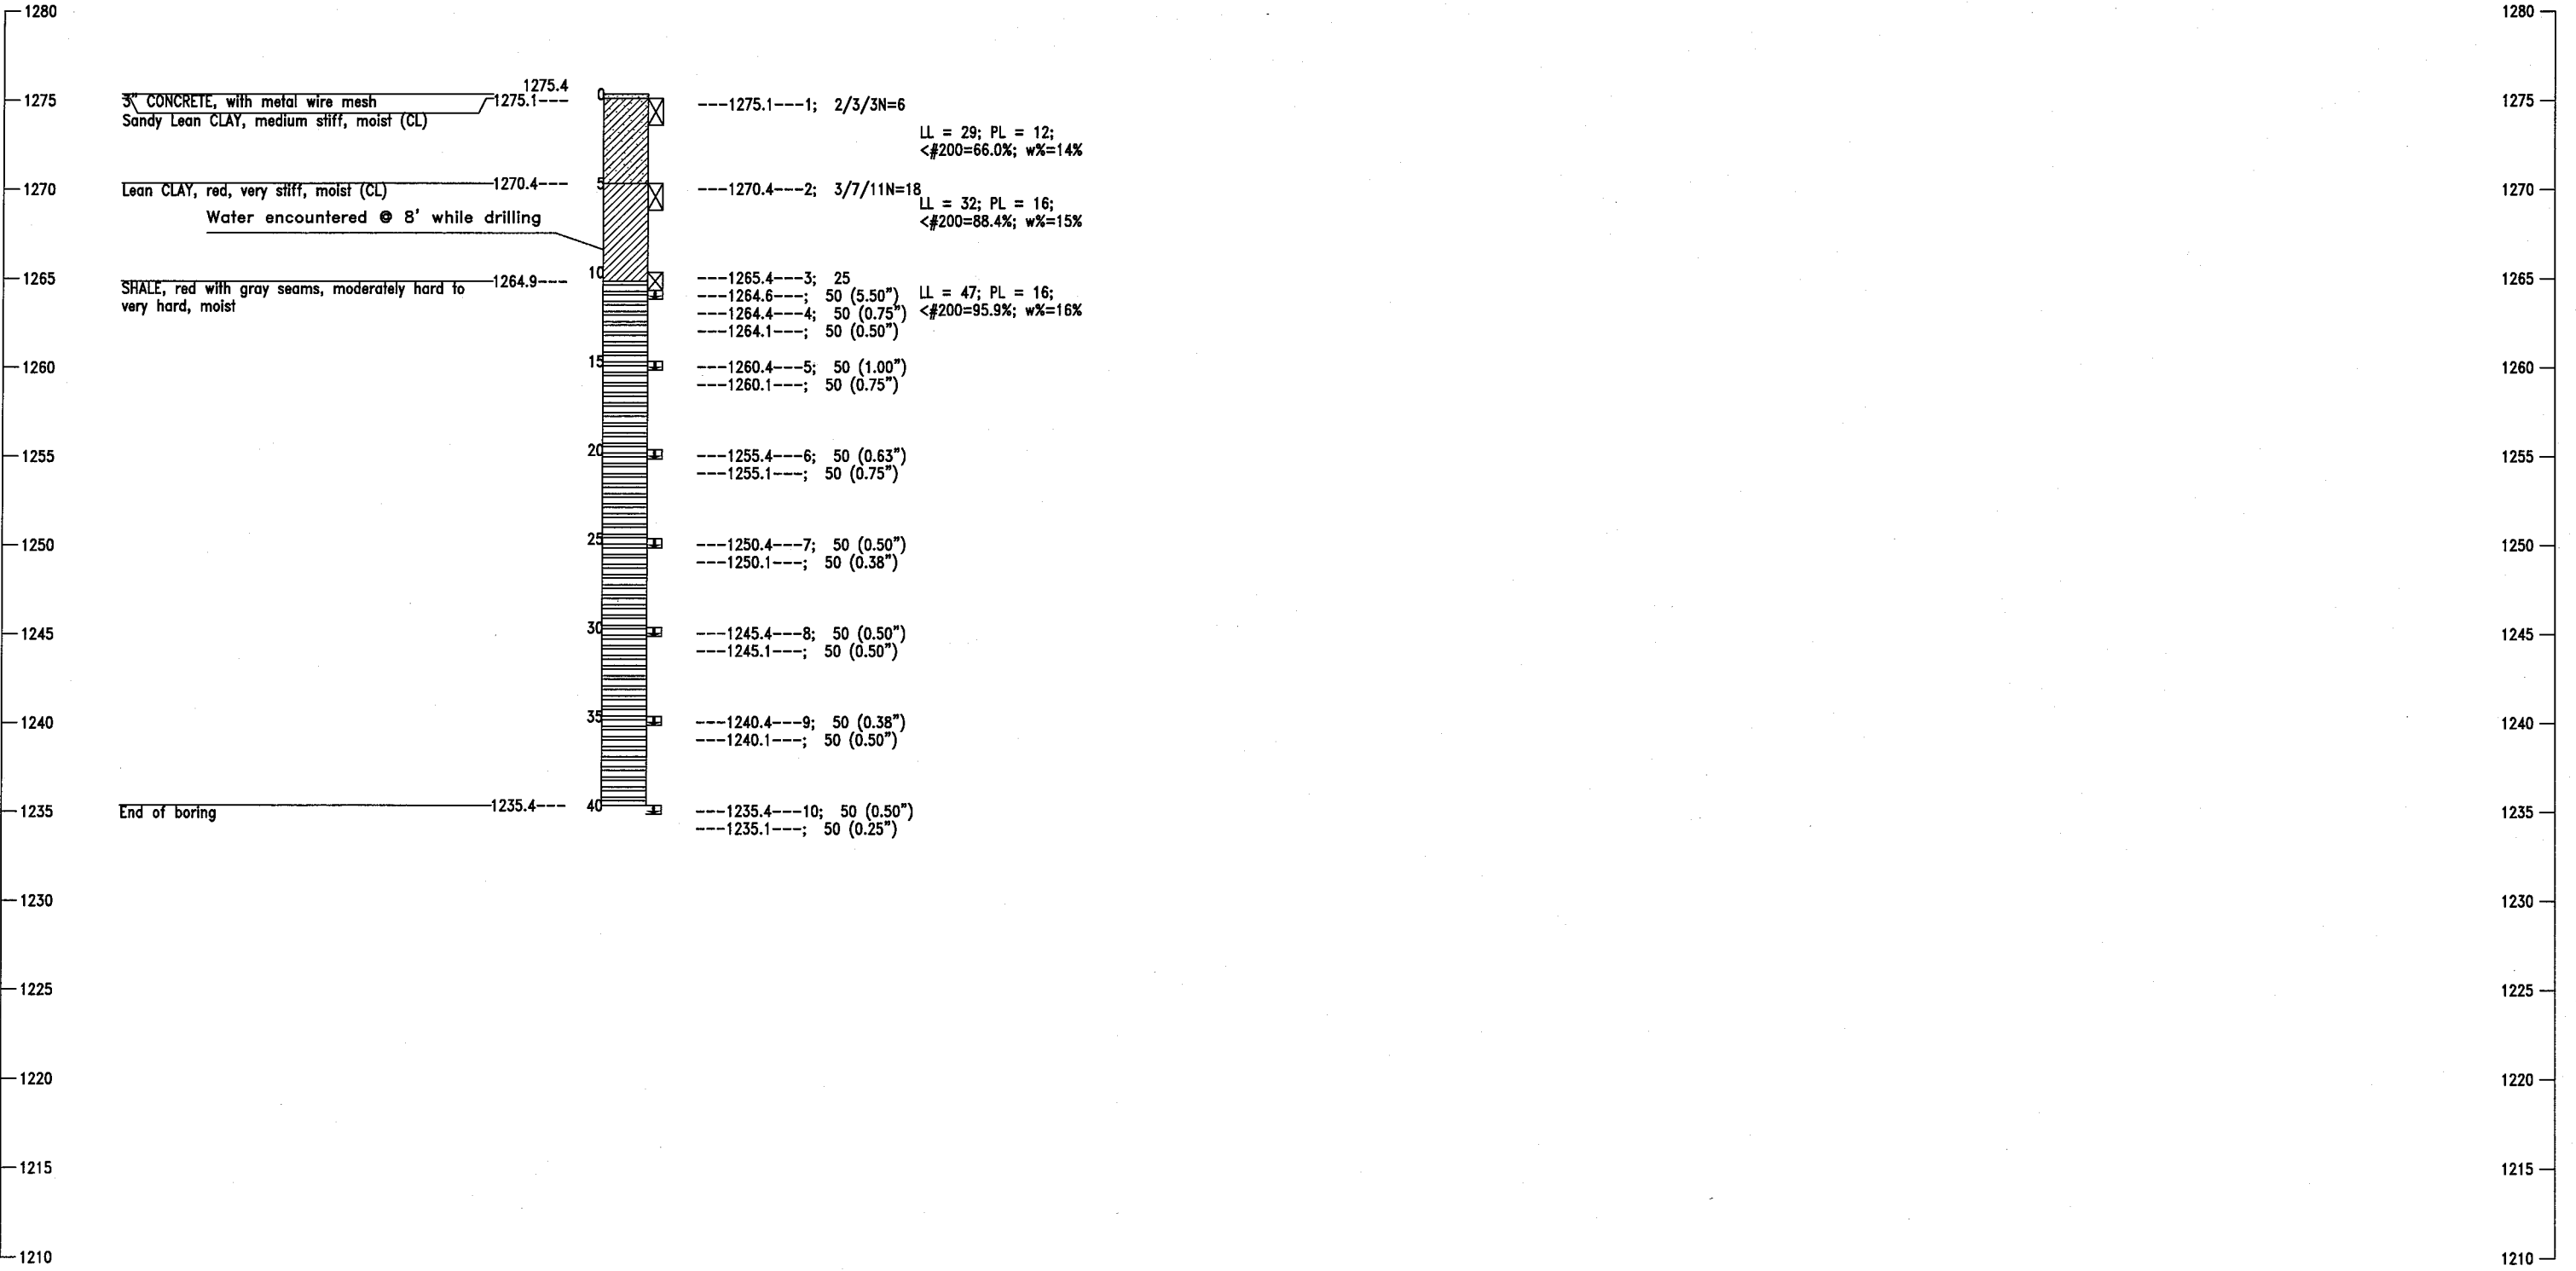 1280
1280
1275.4
1275
3" CONCRETE, with metal wire mesh
1275.1---
0
---1275.1---1; 2/3/3N=6
1275
Sandy Lean CLAY, medium stiff, moist (CL)
LL = 29; PL = 12;
<#200=66.0%; w%=14%
1270
Lean CLAY, red, very stiff, moist (CL)
1270.4---
5
---1270.4---2; 3/7/11N=18
1270
LL = 32; PL = 16;
<#200=88.4%; w%=15%
Water encountered @ 8' while drilling
1265
10
---1265.4---3; 25
1265
SHALE, red with gray seams, moderately hard to
very hard, moist
1264.9---
---1264.6---; 50 (5.50")
LL = 47; PL = 16;
---1264.4---4; 50 (0.75")
<#200=95.9%; w%=16%
---1264.1---; 50 (0.50")
1260
15
---1260.4---5; 50 (1.00")
1260
---1260.1---; 50 (0.75")
1255
20
---1255.4---6; 50 (0.63")
1255
---1255.1---; 50 (0.75")
1250
25
---1250.4---7; 50 (0.50")
1250
---1250.1---; 50 (0.38")
1245
30
---1245.4---8; 50 (0.50")
1245
---1245.1---; 50 (0.50")
1240
35
---1240.4---9; 50 (0.38")
1240
---1240.1---; 50 (0.50")
1235
End of boring
1235.4---
40
---1235.4---10; 50 (0.50")
1235
---1235.1---; 50 (0.25")
1230
1230
1225
1225
1220
1220
1215
1215
1210
1210